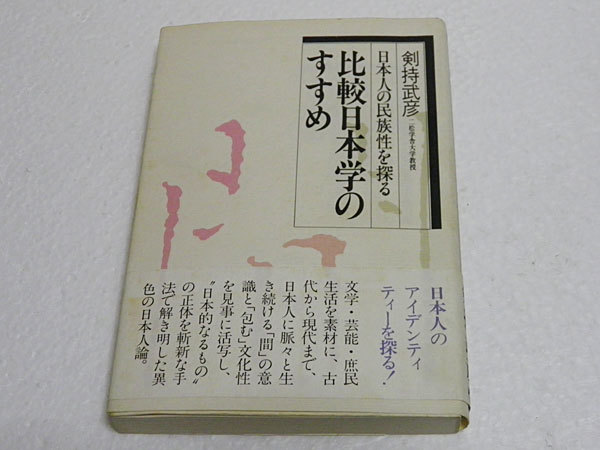 剣持武彦
二松学舎大学教授
日本人の民族性を探る
比較日本学の
すすめ
日本人の
アイデンティ
ティーを探る!
文学・芸能・庶民
生活を素材に、古
代から現代まで、
日本人に脈々と生
き続ける「間」の意
識と「包む」文化性
を見事に活写し、
〝日本的なるもの〟
の正体を斬新な手
法で解き明した異
色の日本人論。